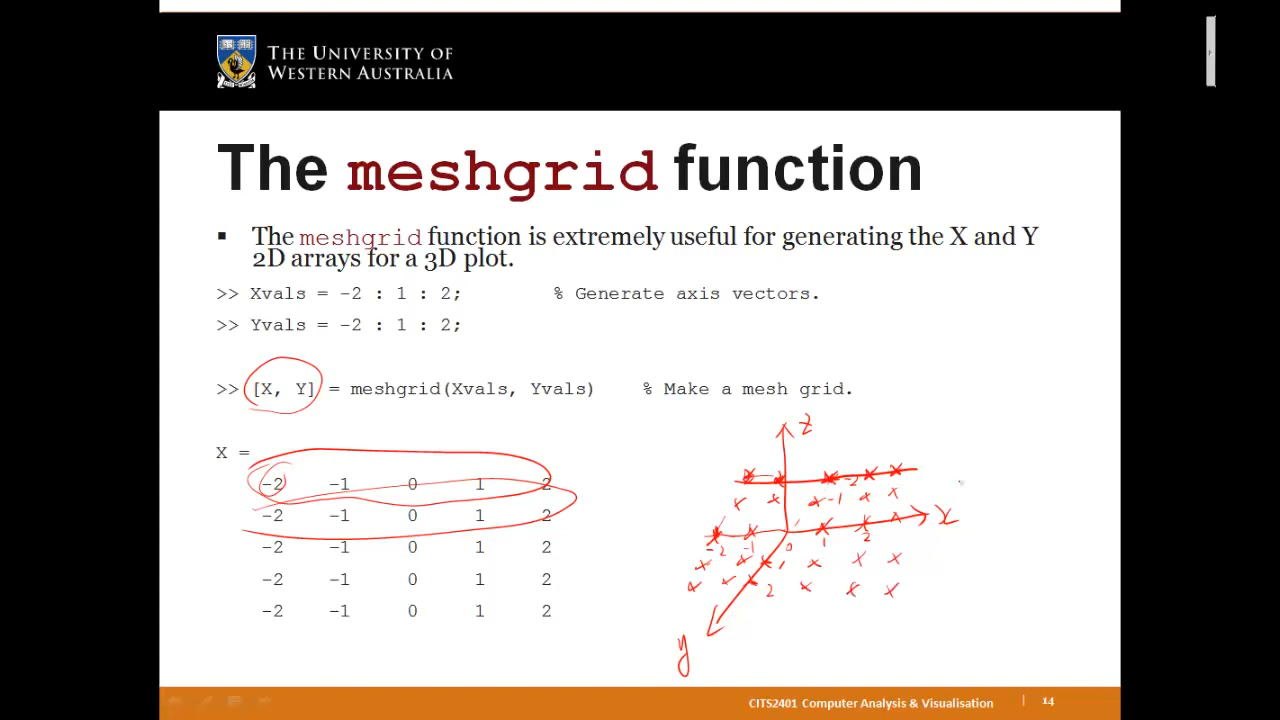 THE UNIVERSITY OF
WESTERN AUSTRALIA
The meshgrid function
▪ The meshgrid function is extremely useful for generating the X and Y
2D arrays for a 3D plot.
>> Xvals = -2 : 1 : 2; % Generate axis vectors.
>> Yvals = -2 : 1 : 2;
>> [X, Y] = meshgrid(Xvals, Yvals) % Make a mesh grid.
X =
-2 -1 0 1 2
-2 -1 0 1 2
-2 -1 0 1 2
-2 -1 0 1 2
-2 -1 0 1 2
z
-2
-1
x
-2 -1 0 1 2
1
2
y
CITS2401 Computer Analysis & Visualisation | 14